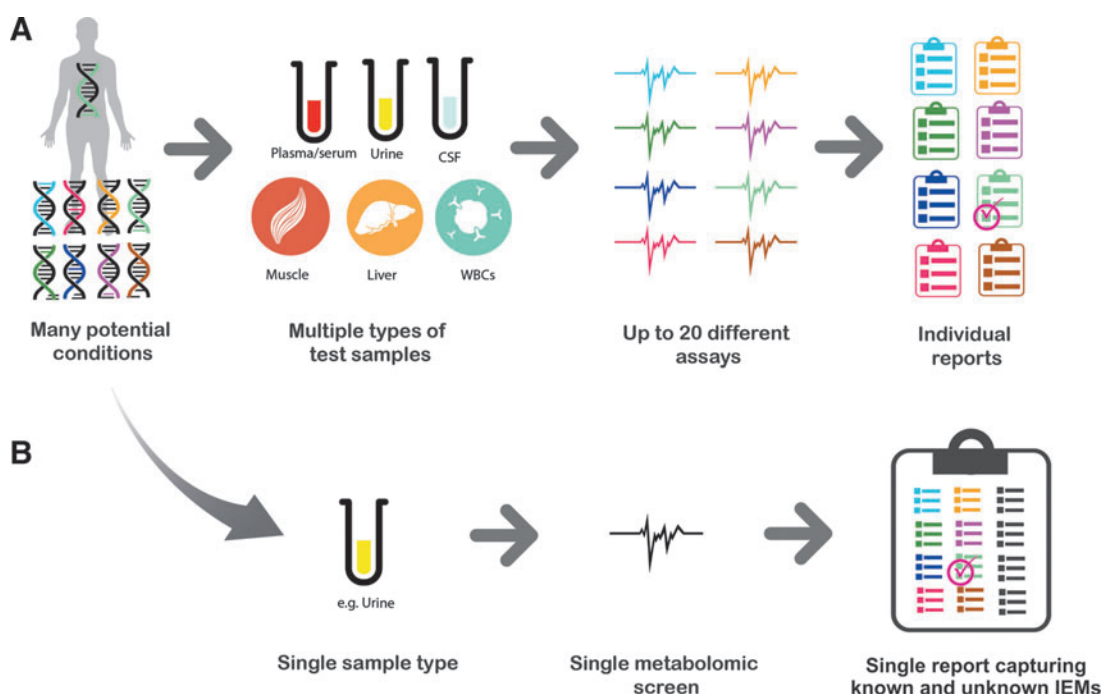 A
Plasma/serum
Urine
CSF
Muscle
Liver
WBCs
Many potential
conditions
Multiple types of
test samples
Up to 20 different
assays
Individual
reports
B
e.g. Urine
Single sample type
Single metabolomic
screen
Single report capturing
known and unknown IEMs